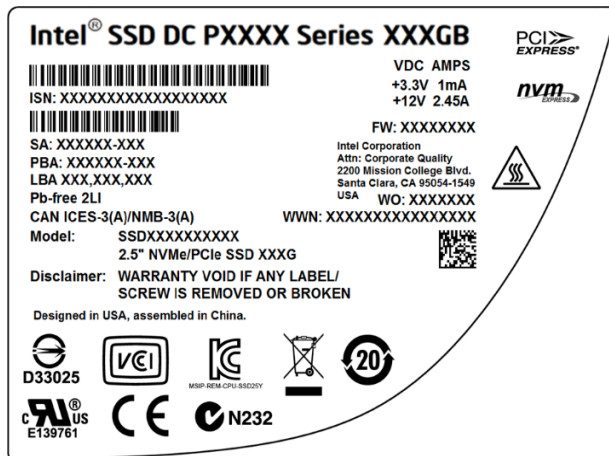 Intel® SSD DC PXXXX Series XXXGB
PCI EXPRESS®
VDC AMPS
+3.3V 1mA
+12V 2.45A
nvm EXPRESS
ISN: XXXXXXXXXXXXXXXXXX
FW: XXXXXXXX
SA: XXXXXX-XXX
PBA: XXXXXX-XXX
LBA XXX,XXX,XXX
Pb-free 2LI
Intel Corporation
Attn: Corporate Quality
2200 Mission College Blvd.
Santa Clara, CA 95054-1549
USA WO: XXXXXXX
CAN ICES-3(A)/NMB-3(A)
WWN: XXXXXXXXXXXXXXXX
Model: SSDXXXXXXXXXX
2.5" NVMe/PCIe SSD XXXG
Disclaimer: WARRANTY VOID IF ANY LABEL/
SCREW IS REMOVED OR BROKEN
Designed in USA, assembled in China.
D33025
VCI
KC
MSIP-REM-CPU-SSD25Y
20
c RU® US
E139761
CE
N232